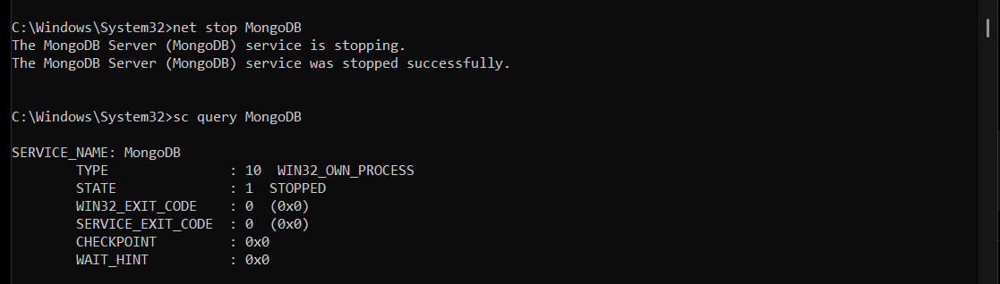 C:\Windows\System32>net stop MongoDB
The MongoDB Server (MongoDB) service is stopping.
The MongoDB Server (MongoDB) service was stopped successfully.
C:\Windows\System32>sc query MongoDB
SERVICE_NAME: MongoDB
        TYPE               : 10  WIN32_OWN_PROCESS
        STATE              : 1  STOPPED
        WIN32_EXIT_CODE    : 0  (0x0)
        SERVICE_EXIT_CODE  : 0  (0x0)
        CHECKPOINT         : 0x0
        WAIT_HINT          : 0x0